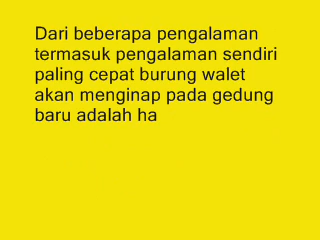 Dari beberapa pengalaman
termasuk pengalaman sendiri
paling cepat burung walet
akan menginap pada gedung
baru adalah ha